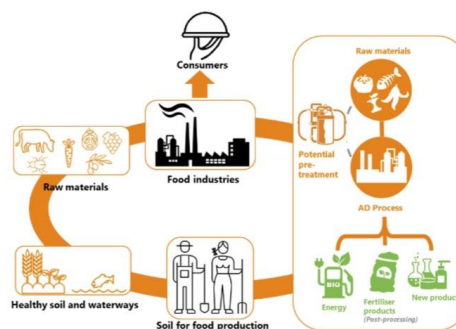 Consumers
Raw materials
Food industries
Raw materials
Potential
pre-
treatment
AD Process
Healthy soil and waterways
Soil for food production
BIO
Energy
Fertiliser
products
(Post-processing)
New product